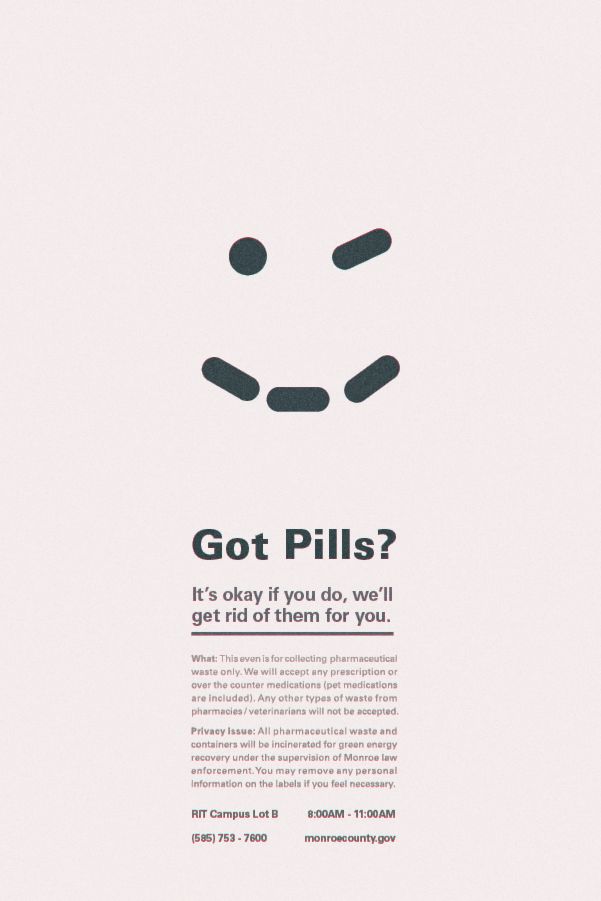 Got Pills?
It's okay if you do, we'll
get rid of them for you.
What: This even is for collecting pharmaceutical
waste only. We will accept any prescription or
over the counter medications (pet medications
are included). Any other types of waste from
pharmacies / veterinarians will not be accepted.
Privacy Issue: All pharmaceutical waste and
containers will be incinerated for green energy
recovery under the supervision of Monroe law
enforcement. You may remove any personal
information on the labels if you feel necessary.
RIT Campus Lot B 8:00AM - 11:00AM
(585) 753 - 7600 monroecounty.gov